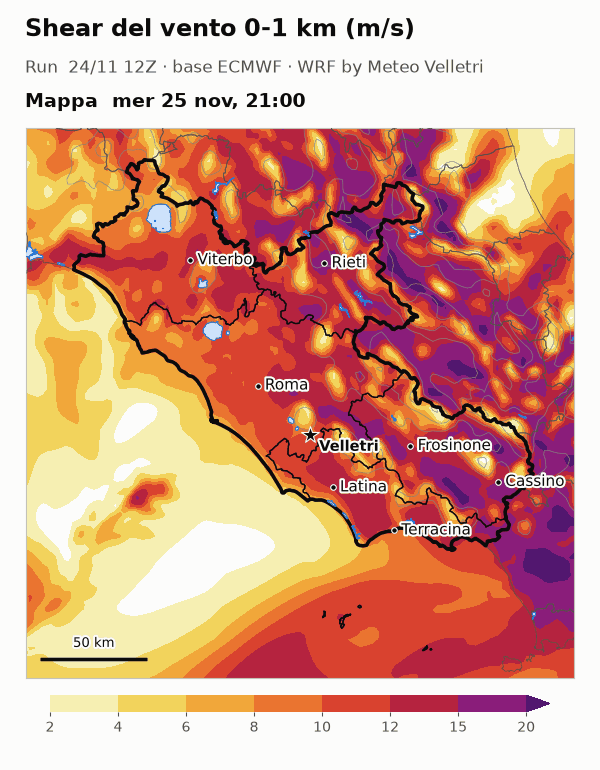 Shear del vento 0-1 km (m/s)
Run  24/11 12Z · base ECMWF · WRF by Meteo Velletri
Mappa  mer 25 nov, 21:00
Viterbo
Rieti
Roma
Velletri
Frosinone
Cassino
Latina
Terracina
50 km
2 4 6 8 10 12 15 20